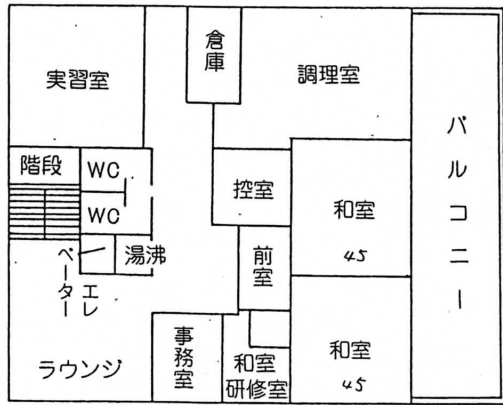 実習室
倉庫
調理室
バルコニー
階段
WC
WC
控室
和室
45
湯沸
エレ
ベーター
前室
ラウンジ
事務室
和室
研修室
和室
45